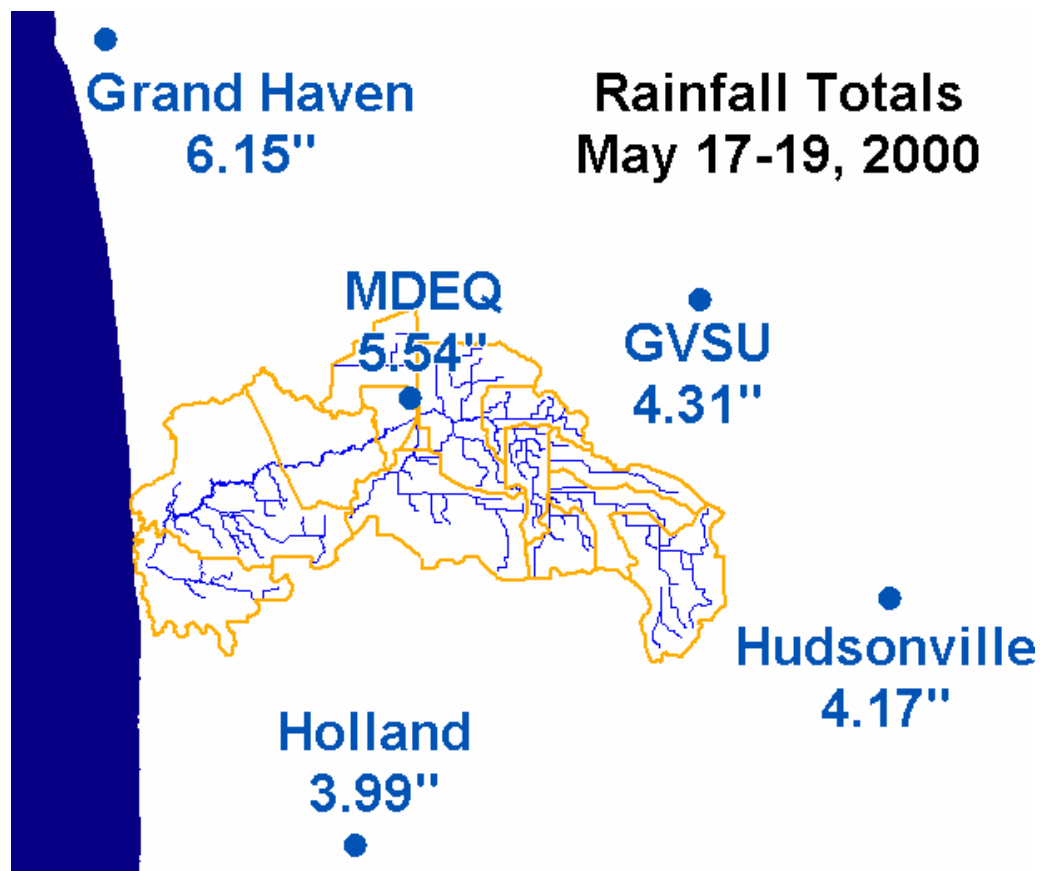 Grand Haven
6.15"
Rainfall Totals
May 17-19, 2000
MDEQ
5.54"
GVSU
4.31"
Hudsonville
4.17"
Holland
3.99"